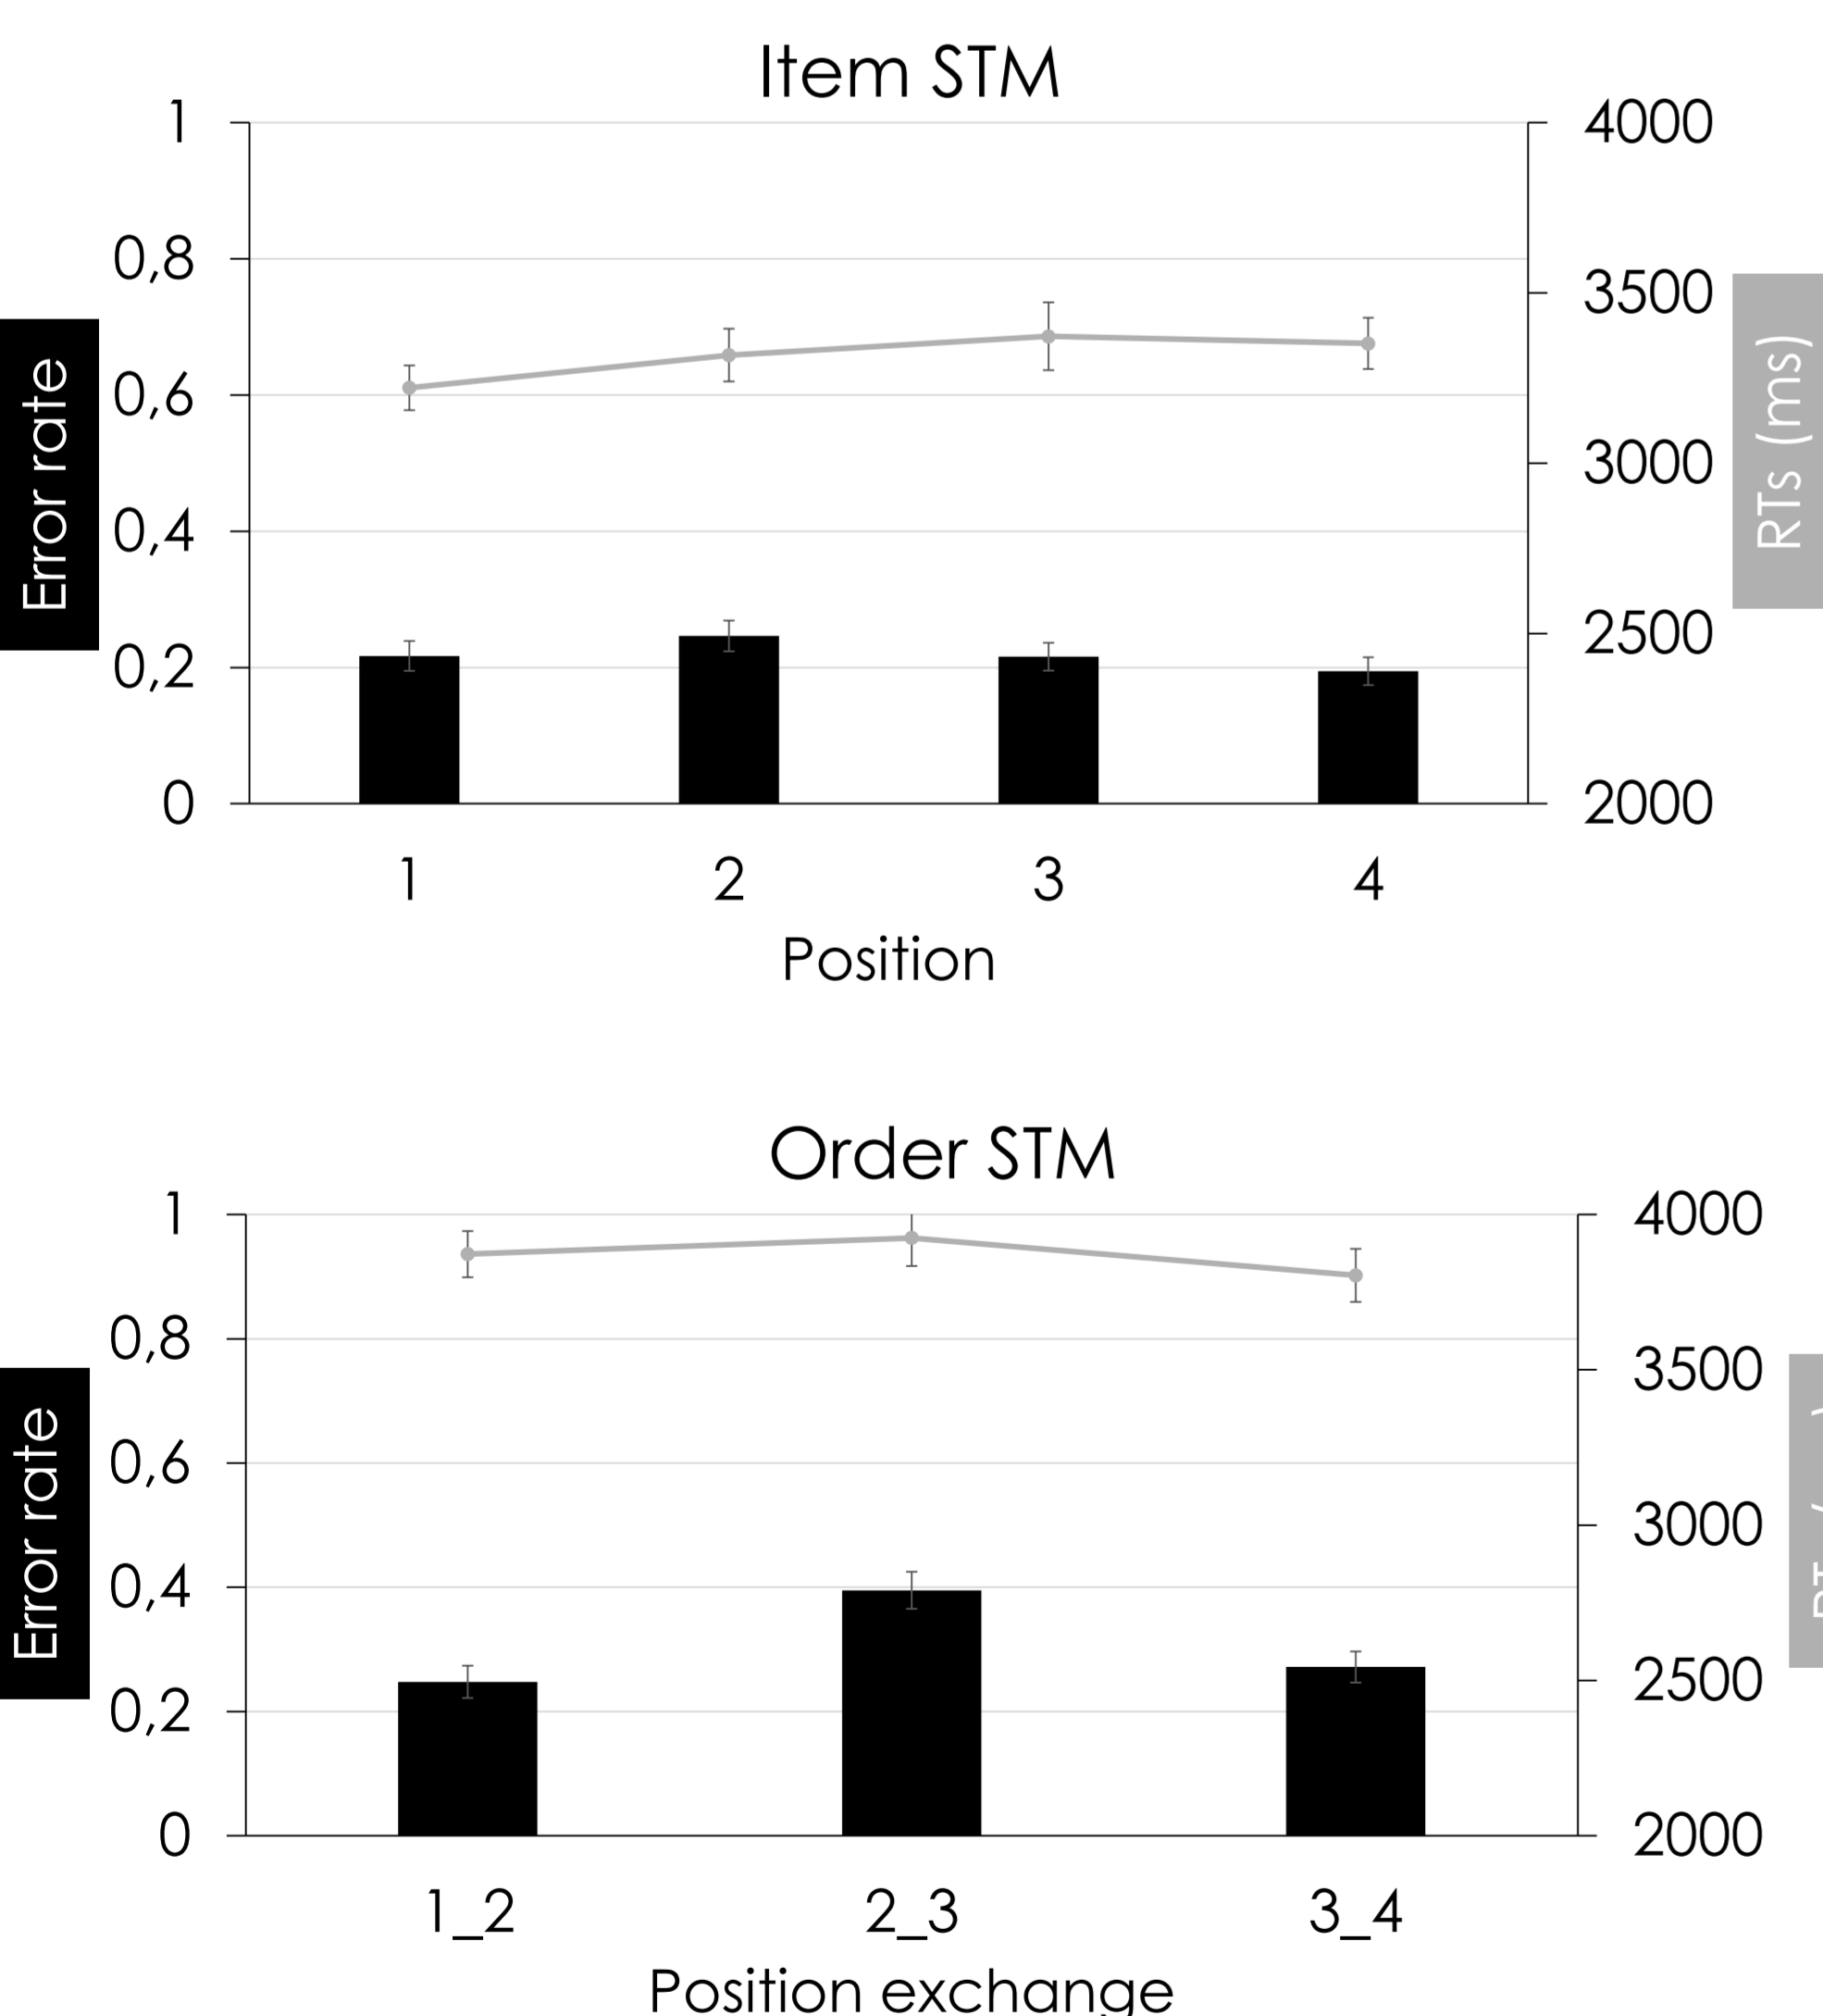 Item STM
1
0,8
0,6
0,4
0,2
0
Error rate
4000
3500
3000
2500
2000
RTs (ms)
1 2 3 4
Position
Order STM
1
0,8
0,6
0,4
0,2
0
Error rate
4000
3500
3000
2500
2000
1_2 2_3 3_4
Position exchange